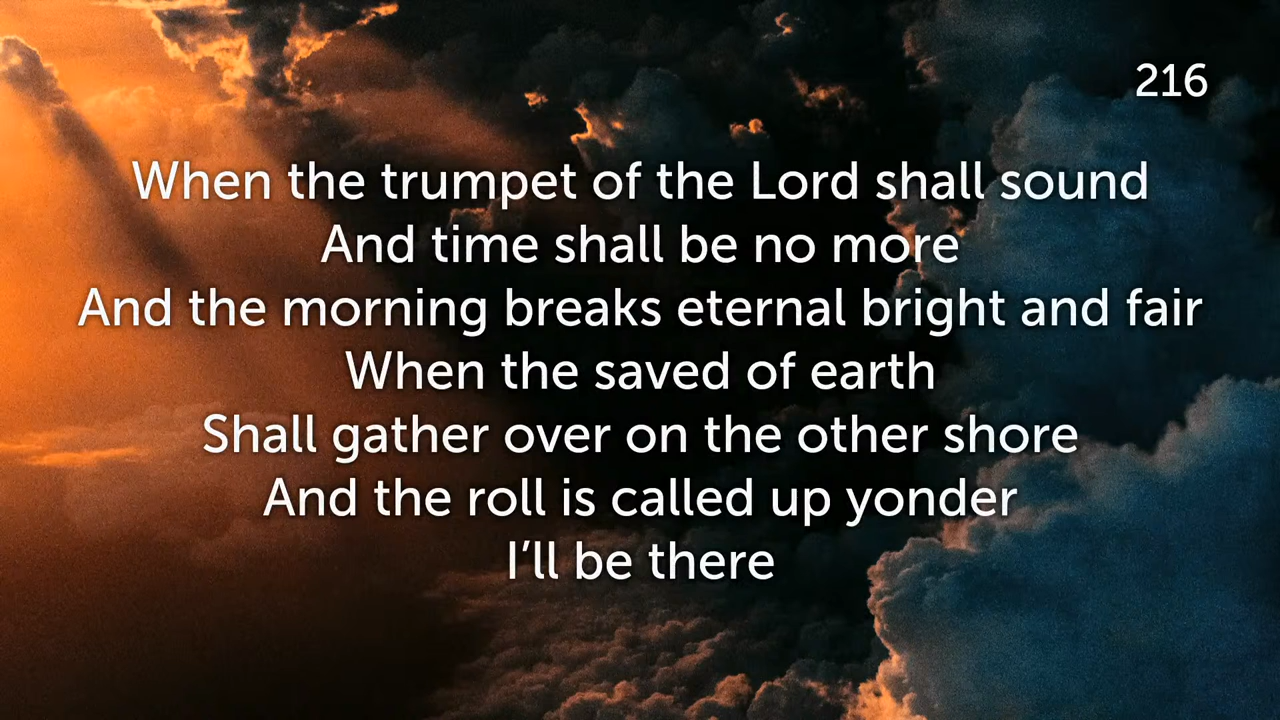 216
When the trumpet of the Lord shall sound
And time shall be no more
And the morning breaks eternal bright and fair
When the saved of earth
Shall gather over on the other shore
And the roll is called up yonder
I’ll be there